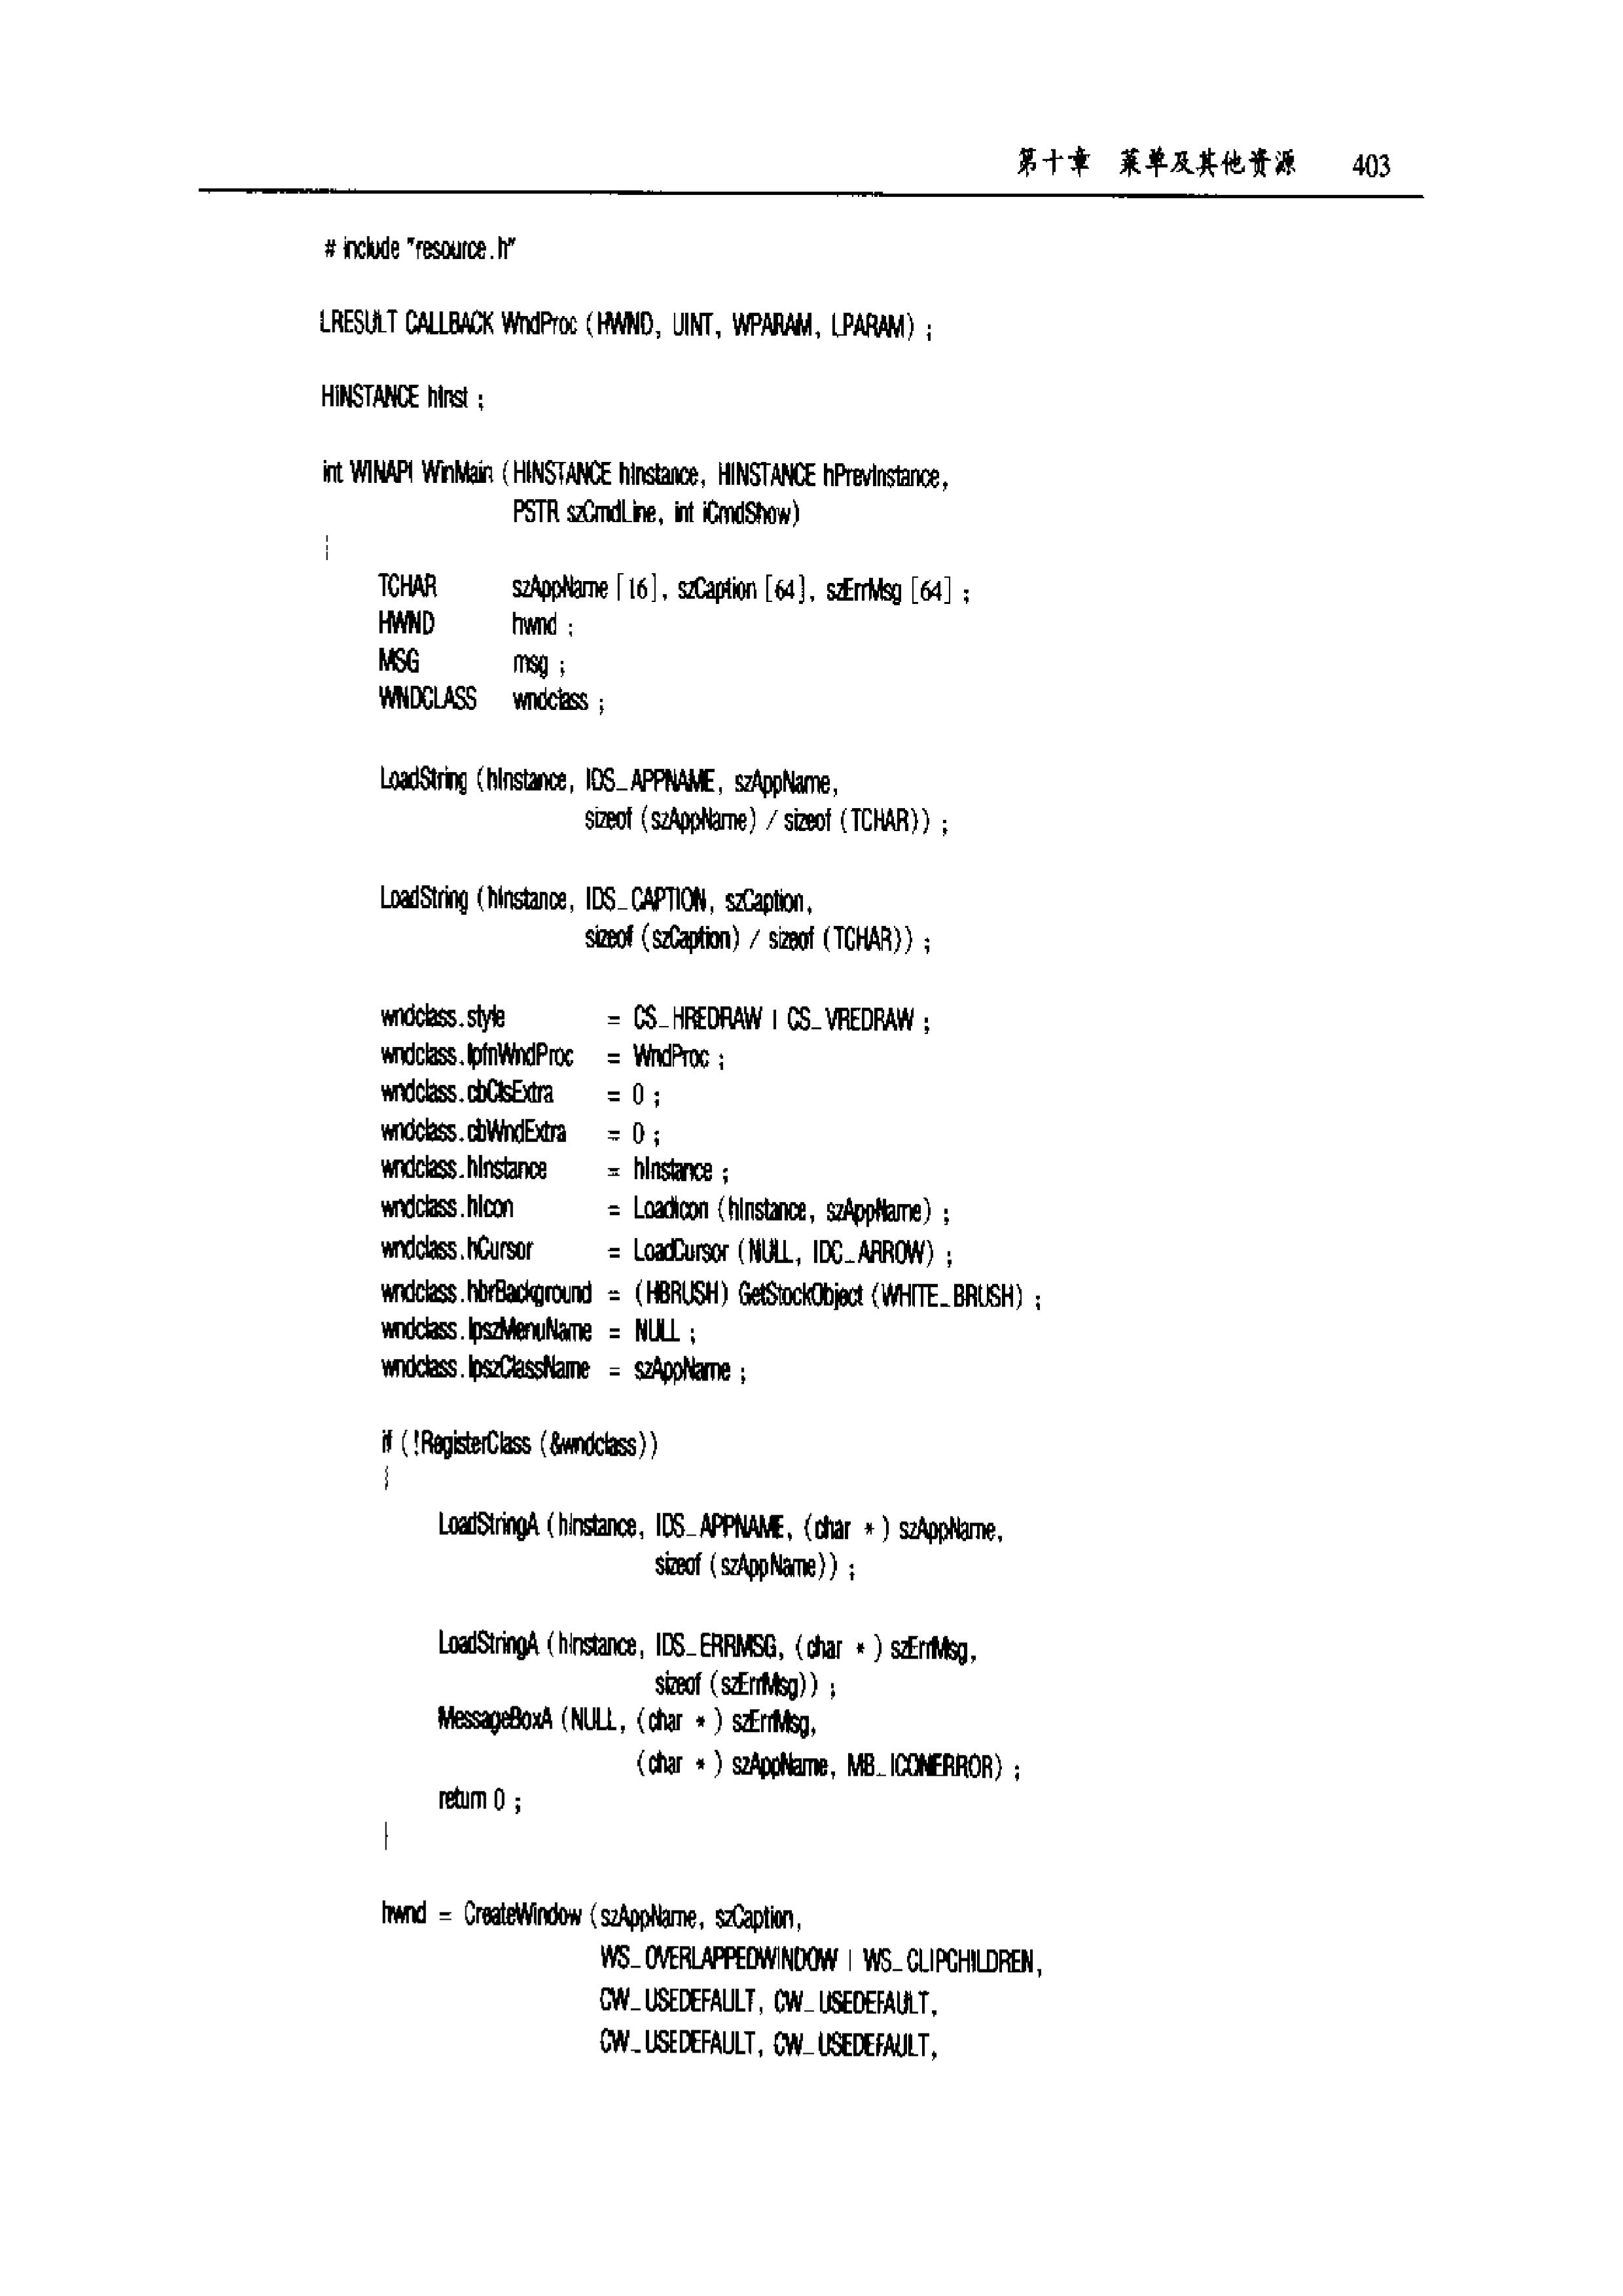 第十章 菜单及其他资源 403
# include "resource.h"
LRESULT CALLBACK WndProc (HWND, UINT, WPARAM, LPARAM) ;
HINSTANCE hInst ;
int WINAPI WinMain (HINSTANCE hInstance, HINSTANCE hPrevInstance,
PSTR szCmdLine, int iCmdShow)
{
TCHAR szAppName [16], szCaption [64], szErrMsg [64] ;
HWND hwnd ;
MSG msg ;
WNDCLASS wndclass ;
LoadString (hInstance, IDS_APPNAME, szAppName,
sizeof (szAppName) / sizeof (TCHAR)) ;
LoadString (hInstance, IDS_CAPTION, szCaption,
sizeof (szCaption) / sizeof (TCHAR)) ;
wndclass.style = CS_HREDRAW | CS_VREDRAW ;
wndclass.lpfnWndProc = WndProc ;
wndclass.cbClsExtra = 0 ;
wndclass.cbWndExtra = 0 ;
wndclass.hInstance = hInstance ;
wndclass.hIcon = LoadIcon (hInstance, szAppName) ;
wndclass.hCursor = LoadCursor (NULL, IDC_ARROW) ;
wndclass.hbrBackground = (HBRUSH) GetStockObject (WHITE_BRUSH) ;
wndclass.lpszMenuName = NULL ;
wndclass.lpszClassName = szAppName ;
if (!RegisterClass (&wndclass))
{
LoadStringA (hInstance, IDS_APPNAME, (char * ) szAppName,
sizeof (szAppName)) ;
LoadStringA (hInstance, IDS_ERRMSG, (char * ) szErrMsg,
sizeof (szErrMsg)) ;
MessageBoxA (NULL, (char * ) szErrMsg,
(char * ) szAppName, MB_ICONERROR) ;
return 0 ;
}
hwnd = CreateWindow (szAppName, szCaption,
WS_OVERLAPPEDWINDOW | WS_CLIPCHILDREN,
CW_USEDEFAULT, CW_USEDEFAULT,
CW_USEDEFAULT, CW_USEDEFAULT,